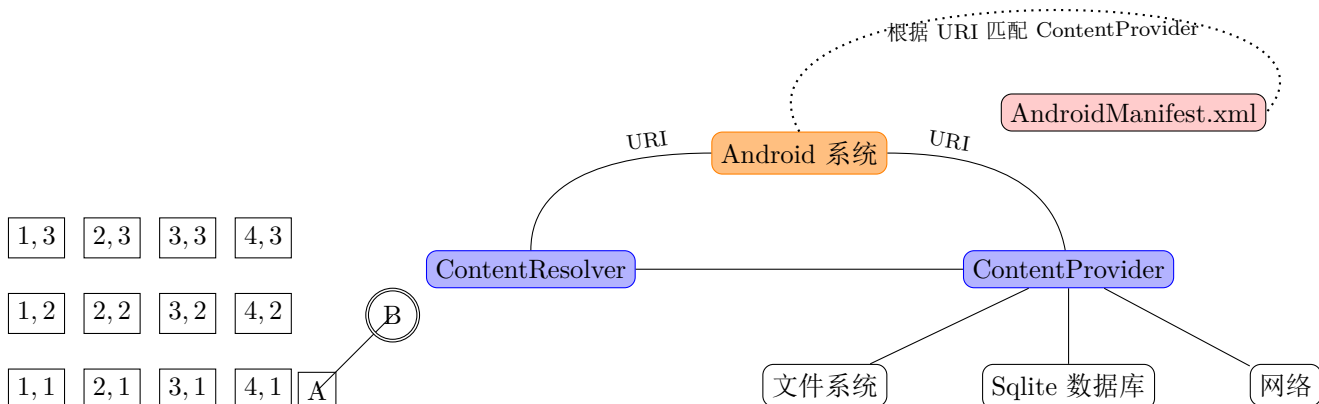 根据 URI 匹配 ContentProvider
AndroidManifest.xml
URI
Android 系统
URI
1, 3
2, 3
3, 3
4, 3
ContentResolver
ContentProvider
1, 2
2, 2
3, 2
4, 2
B
1, 1
2, 1
3, 1
4, 1
A
文件系统
Sqlite 数据库
网络